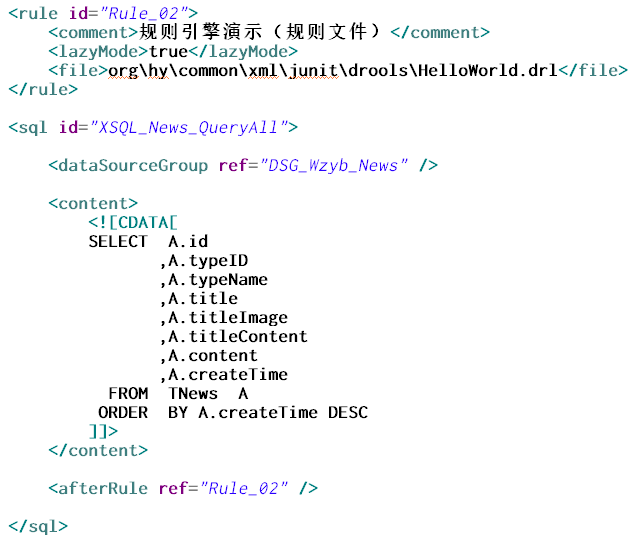 <rule id="Rule_02">
    <comment>规则引擎演示（规则文件）</comment>
    <lazyMode>true</lazyMode>
    <file>org\hy\common\xml\junit\drools\HelloWorld.drl</file>
</rule>

<sql id="XSQL_News_QueryAll">

    <dataSourceGroup ref="DSG_Wzyb_News" />

    <content>
        <![CDATA[
        SELECT  A.id
               ,A.typeID
               ,A.typeName
               ,A.title
               ,A.titleImage
               ,A.titleContent
               ,A.content
               ,A.createTime
          FROM  TNews  A
         ORDER  BY A.createTime DESC
        ]]>
    </content>

    <afterRule ref="Rule_02" />

</sql>